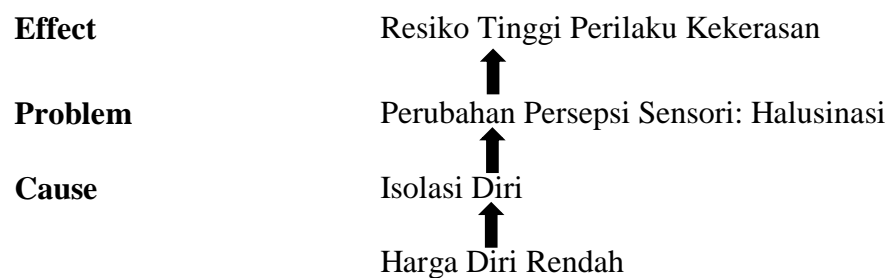 Effect Resiko Tinggi Perilaku Kekerasan
Problem Perubahan Persepsi Sensori: Halusinasi
Cause Isolasi Diri
Harga Diri Rendah